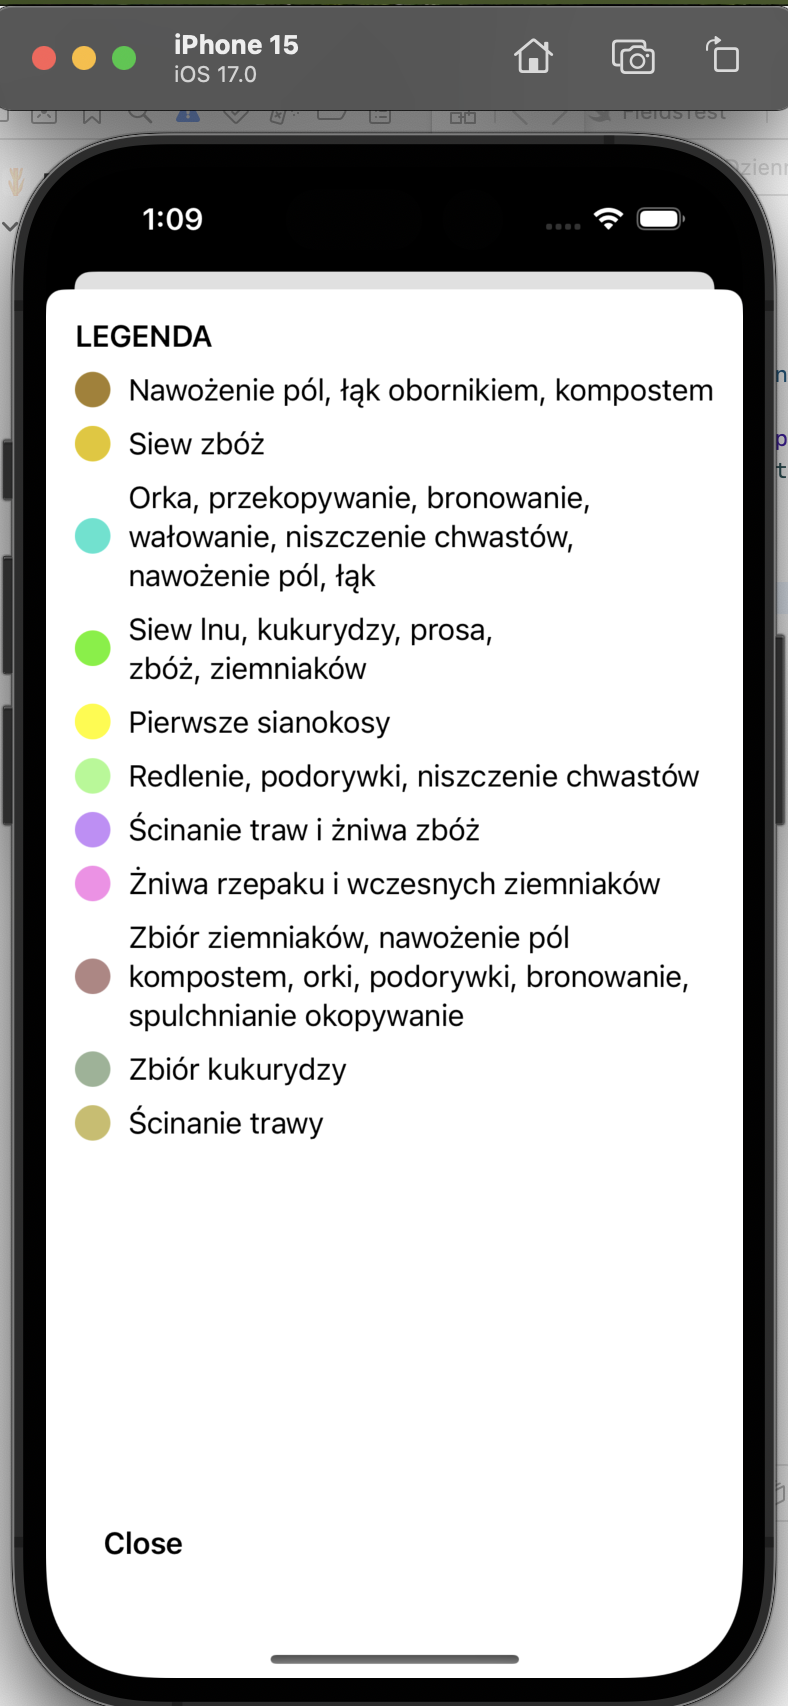 iPhone 15
iOS 17.0
FieldsTest
1:09
LEGENDA
Nawożenie pól, łąk obornikiem, kompostem
Siew zbóż
Orka, przekopywanie, bronowanie,
wałowanie, niszczenie chwastów,
nawożenie pól, łąk
Siew lnu, kukurydzy, prosa,
zbóż, ziemniaków
Pierwsze sianokosy
Redlenie, podorywki, niszczenie chwastów
Ścinanie traw i żniwa zbóż
Żniwa rzepaku i wczesnych ziemniaków
Zbiór ziemniaków, nawożenie pól
kompostem, orki, podorywki, bronowanie,
spulchnianie okopywanie
Zbiór kukurydzy
Ścinanie trawy
Close